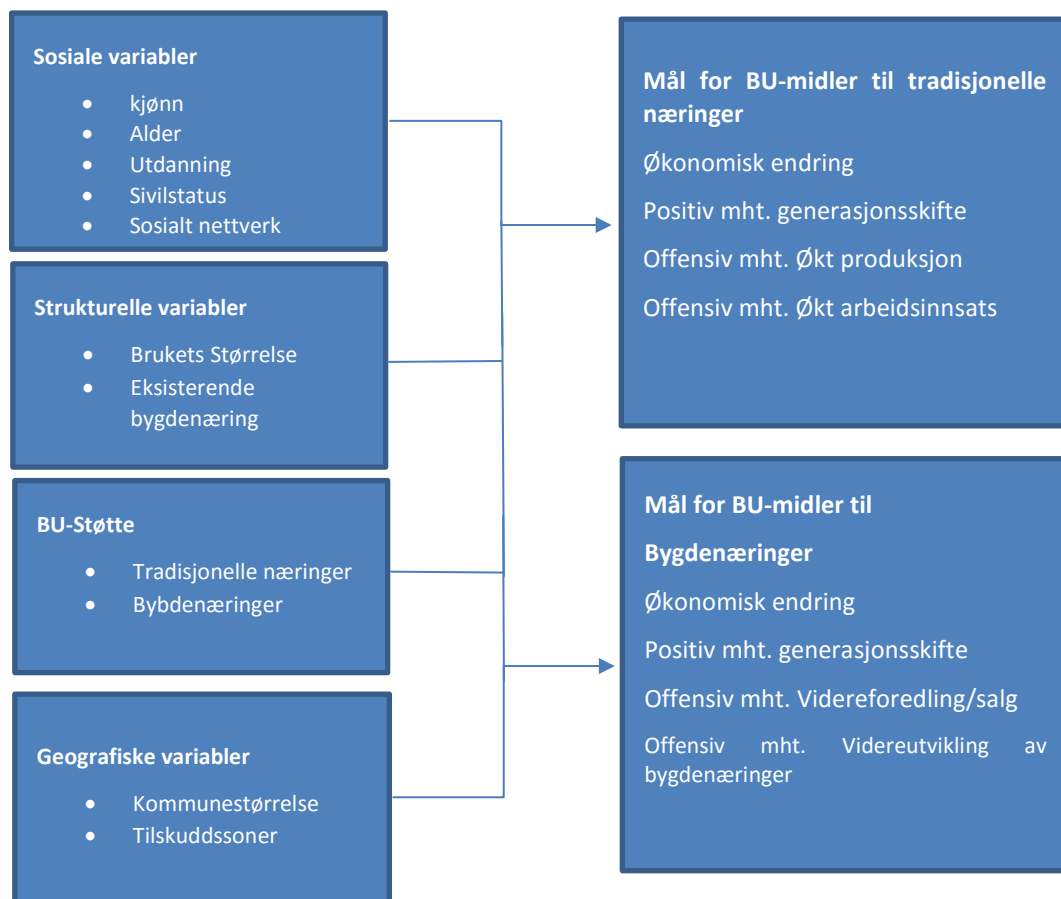 Sosiale variabler
• kjønn
• Alder
• Utdanning
• Sivilstatus
• Sosialt nettverk
Strukturelle variabler
• Brukets Størrelse
• Eksisterende
bygdenæring
BU-Støtte
• Tradisjonelle næringer
• Bybdenæringer
Geografiske variabler
• Kommunestørrelse
• Tilskuddssoner
Mål for BU-midler til tradisjonelle
næringer
Økonomisk endring
Positiv mht. generasjonsskifte
Offensiv mht. Økt produksjon
Offensiv mht. Økt arbeidsinnsats
Mål for BU-midler til
Bygdenæringer
Økonomisk endring
Positiv mht. generasjonsskifte
Offensiv mht. Videreforedling/salg
Offensiv mht. Videreutvikling av
bygdenæringer